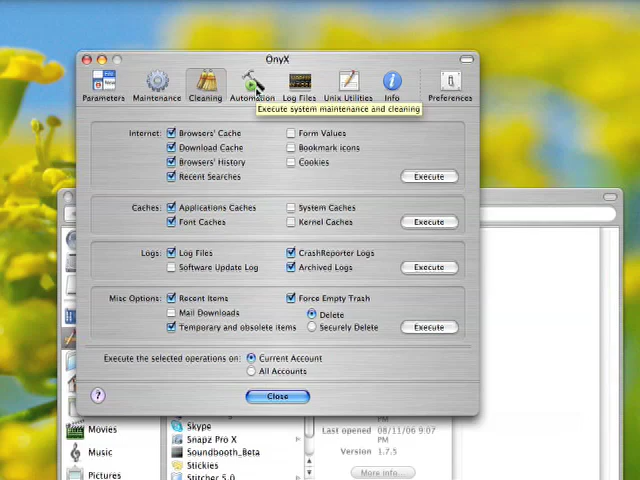 OnyX
Parameters Maintenance Cleaning Automation Log Files Unix Utilities Info Preferences
Execute system maintenance and cleaning
Internet: Browsers' Cache Form Values
Download Cache Bookmark icons
Browsers' History Cookies
Recent Searches Execute
Caches: Applications Caches System Caches
Font Caches Kernel Caches Execute
Logs: Log Files CrashReporter Logs
Software Update Log Archived Logs Execute
Misc Options: Recent Items Force Empty Trash
Mail Downloads Delete
Temporary and obsolete items Securely Delete Execute
Execute the selected operations on: Current Account
All Accounts
? Close
Movies
Music
Pictures
Skype
Snapz Pro X
Soundbooth_Beta
Stickies
Stitcher 5.0
PM
Last opened 08/11/06 9:07
PM
Version 1.7.5
More info...